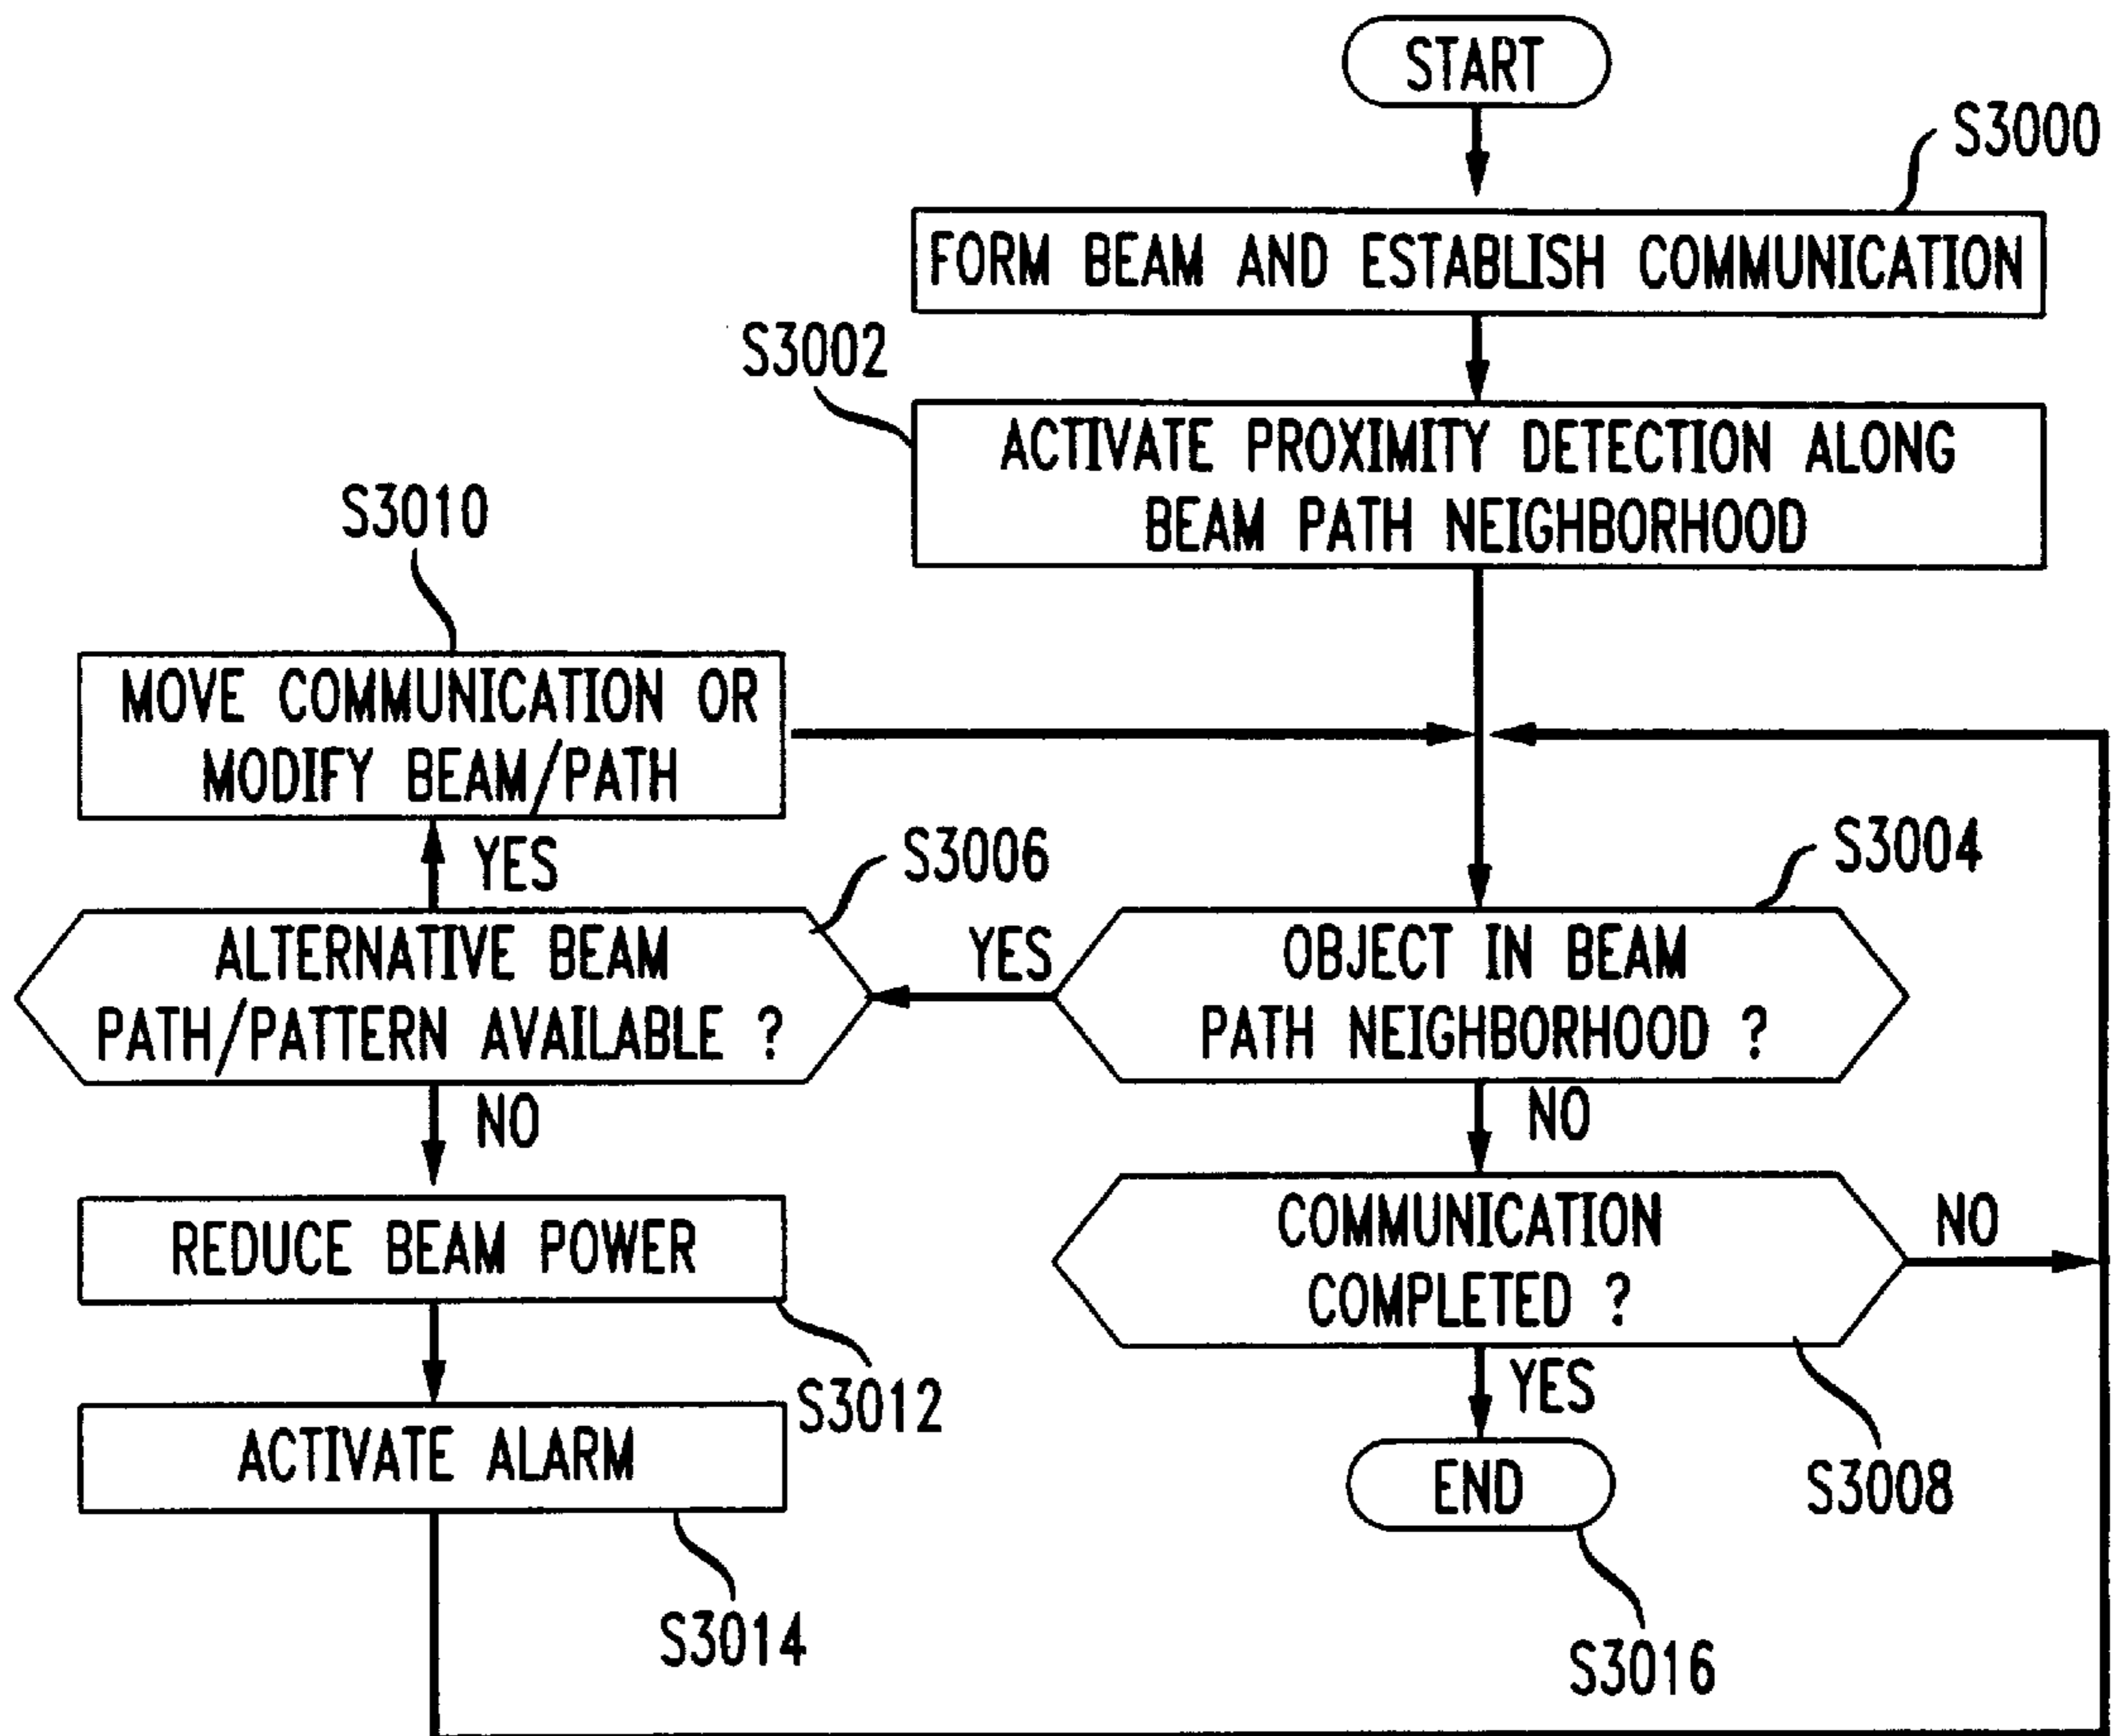 START
S3000
FORM BEAM AND ESTABLISH COMMUNICATION
S3002
ACTIVATE PROXIMITY DETECTION ALONG
BEAM PATH NEIGHBORHOOD
S3010
MOVE COMMUNICATION OR
MODIFY BEAM/PATH
YES
S3006
S3004
ALTERNATIVE BEAM
PATH/PATTERN AVAILABLE ?
YES
OBJECT IN BEAM
PATH NEIGHBORHOOD ?
NO
NO
REDUCE BEAM POWER
S3012
COMMUNICATION
COMPLETED ?
NO
YES
S3008
ACTIVATE ALARM
S3014
END
S3016